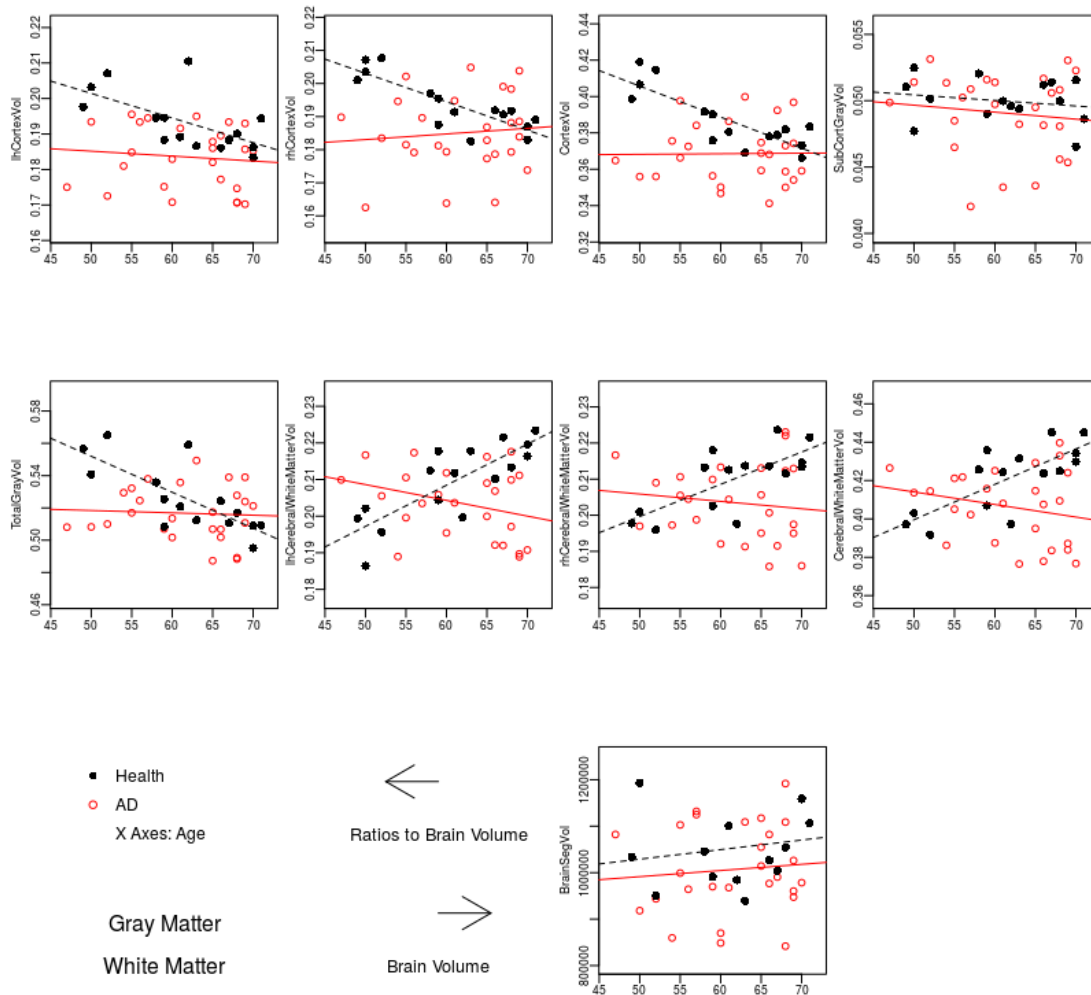 0.16 0.17 0.18 0.19 0.20 0.21 0.22
lhCortexVol
45 50 55 60 65 70
0.16 0.17 0.18 0.19 0.20 0.21 0.22
rhCortexVol
45 50 55 60 65 70
0.32 0.34 0.36 0.38 0.40 0.42 0.44
CortexVol
45 50 55 60 65 70
0.040 0.045 0.050 0.055
SubCortGrayVol
45 50 55 60 65 70
0.46 0.50 0.54 0.58
TotalGrayVol
45 50 55 60 65 70
0.18 0.19 0.20 0.21 0.22 0.23
lhCerebralWhiteMatterVol
45 50 55 60 65 70
0.18 0.19 0.20 0.21 0.22 0.23
rhCerebralWhiteMatterVol
45 50 55 60 65 70
0.36 0.38 0.40 0.42 0.44 0.46
CerebralWhiteMatterVol
45 50 55 60 65 70
Health
AD
X Axes: Age
Ratios to Brain Volume
Gray Matter
White Matter
Brain Volume
800000 1000000 1200000
BrainSegVol
45 50 55 60 65 70